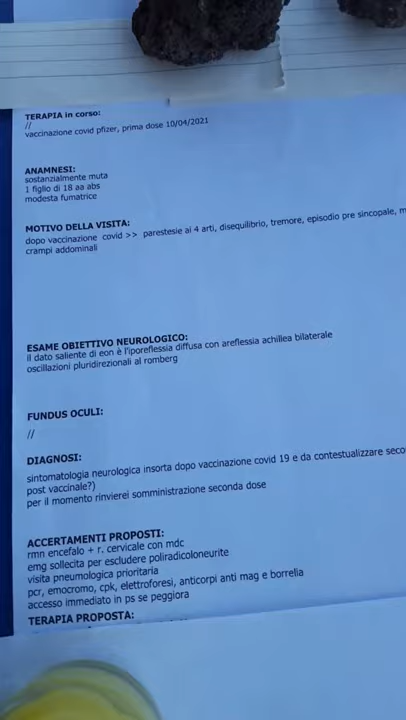 TERAPIA in corso:
//
vaccinazione covid pfizer, prima dose 10/04/2021
ANAMNESI:
sostanzialmente muta
1 figlio di 18 aa abs
modesta fumatrice
MOTIVO DELLA VISITA:
dopo vaccinazione covid >> parestesie ai 4 arti, disequilibrio, tremore, episodio pre sincopale,
crampi addominali
ESAME OBIETTIVO NEUROLOGICO:
il dato saliente di eon è l'iporeflessia diffusa con areflessia achillea bilaterale
oscillazioni pluridirezionali al romberg
FUNDUS OCULI:
//
DIAGNOSI:
sintomatologia neurologica insorta dopo vaccinazione covid 19 e da contestualizzare
post vaccinale?)
per il momento rinvierei somministrazione seconda dose
ACCERTAMENTI PROPOSTI:
rmn encefalo + r. cervicale con mdc
emg sollecita per escludere poliradicoloneurite
visita pneumologica prioritaria
pcr, emocromo, cpk, elettroforesi, anticorpi anti mag e borrelia
accesso immediato in ps se peggiora
TERAPIA PROPOSTA: